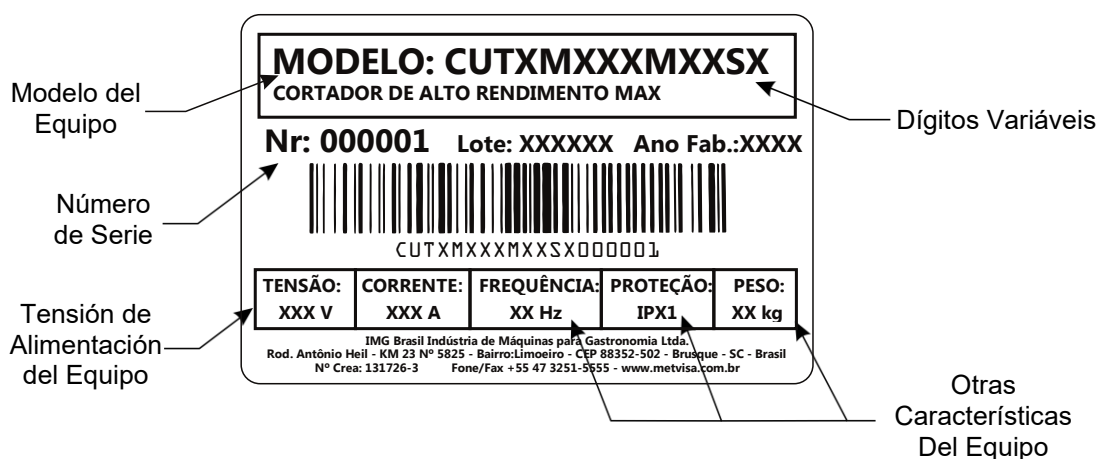 MODELO: CUTXMXXXMXXSX
CORTADOR DE ALTO RENDIMENTO MAX
Modelo del
Equipo
Dígitos Variáveis
Nr: 000001 Lote: XXXXXX Ano Fab.:XXXX
Número
de Serie
CUTXMXXXMXXSX000001
TENSÃO: CORRENTE: FREQUÊNCIA: PROTEÇÃO: PESO:
XXX V XXX A XX Hz IPX1 XX kg
Tensión de
Alimentación
del Equipo
IMG Brasil Indústria de Máquinas para Gastronomia Ltda.
Rod. Antônio Heil - KM 23 Nº 5825 - Bairro:Limoeiro - CEP 88352-502 - Brusque - SC - Brasil
Nº Crea: 131726-3 Fone/Fax +55 47 3251-5555 - www.metvisa.com.br
Otras
Características
Del Equipo